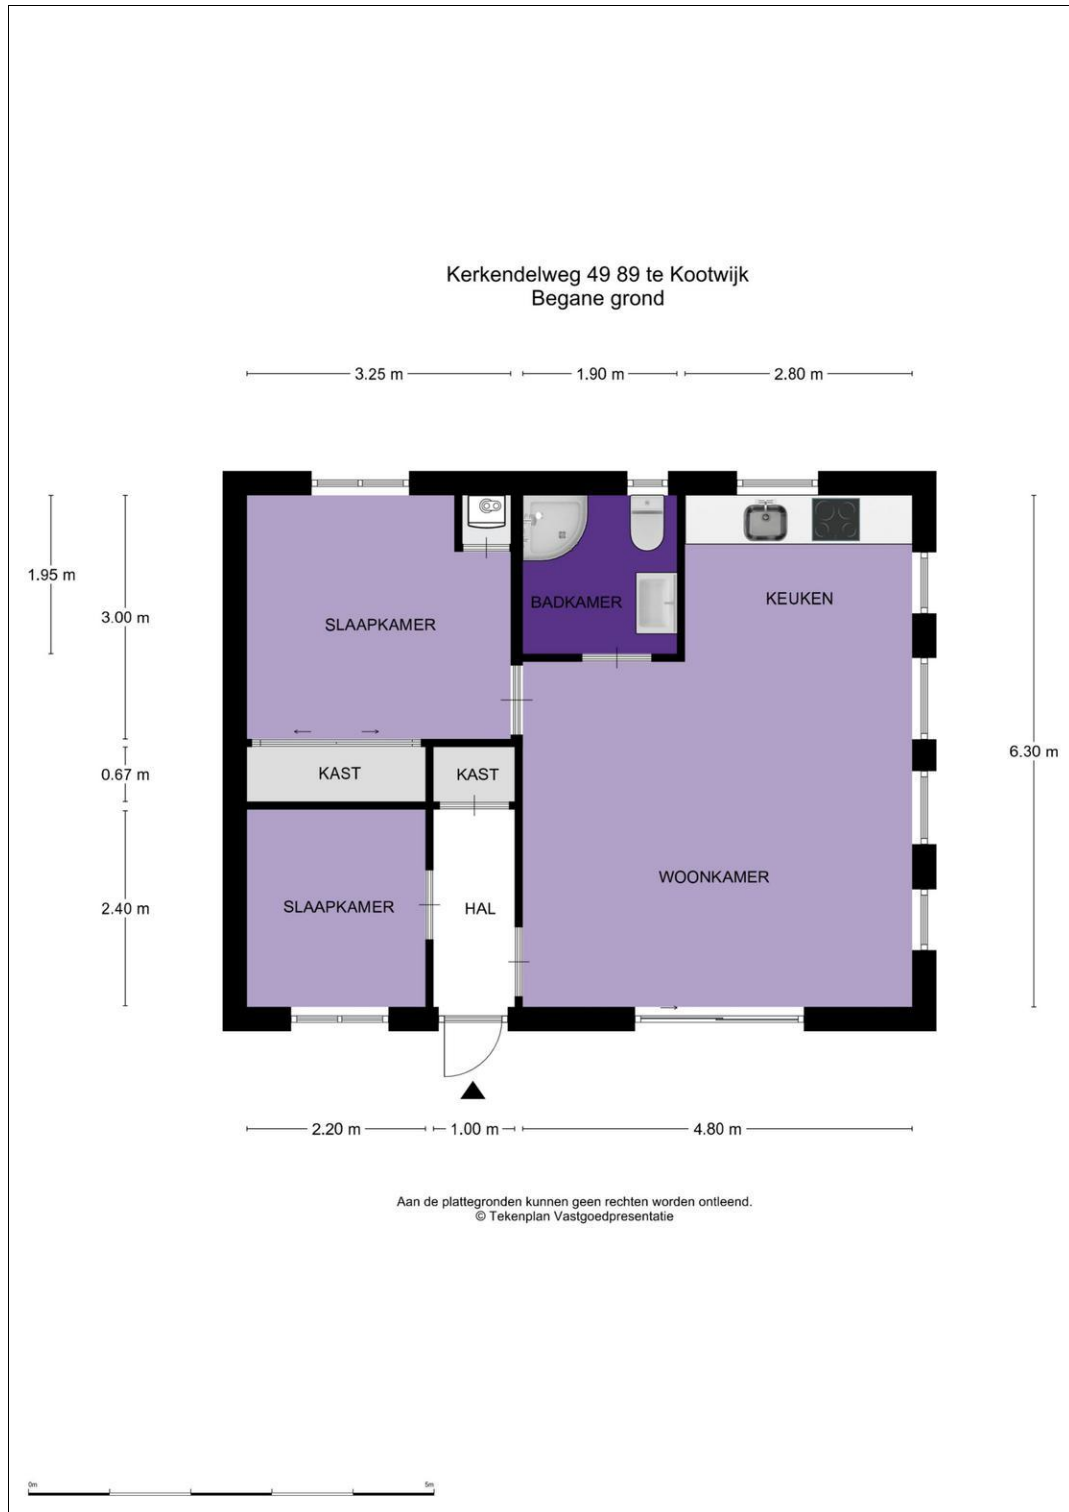 Kerkendelweg 49 89 te Kootwijk
Begane grond
3.25 m
1.90 m
2.80 m
1.95 m
3.00 m
BADKAMER
KEUKEN
SLAAPKAMER
6.30 m
0.67 m
KAST
KAST
WOONKAMER
2.40 m
SLAAPKAMER
HAL
2.20 m
1.00 m
4.80 m
Aan de plattegronden kunnen geen rechten worden ontleend.
© Tekenplan Vastgoedpresentatie
0m
5m